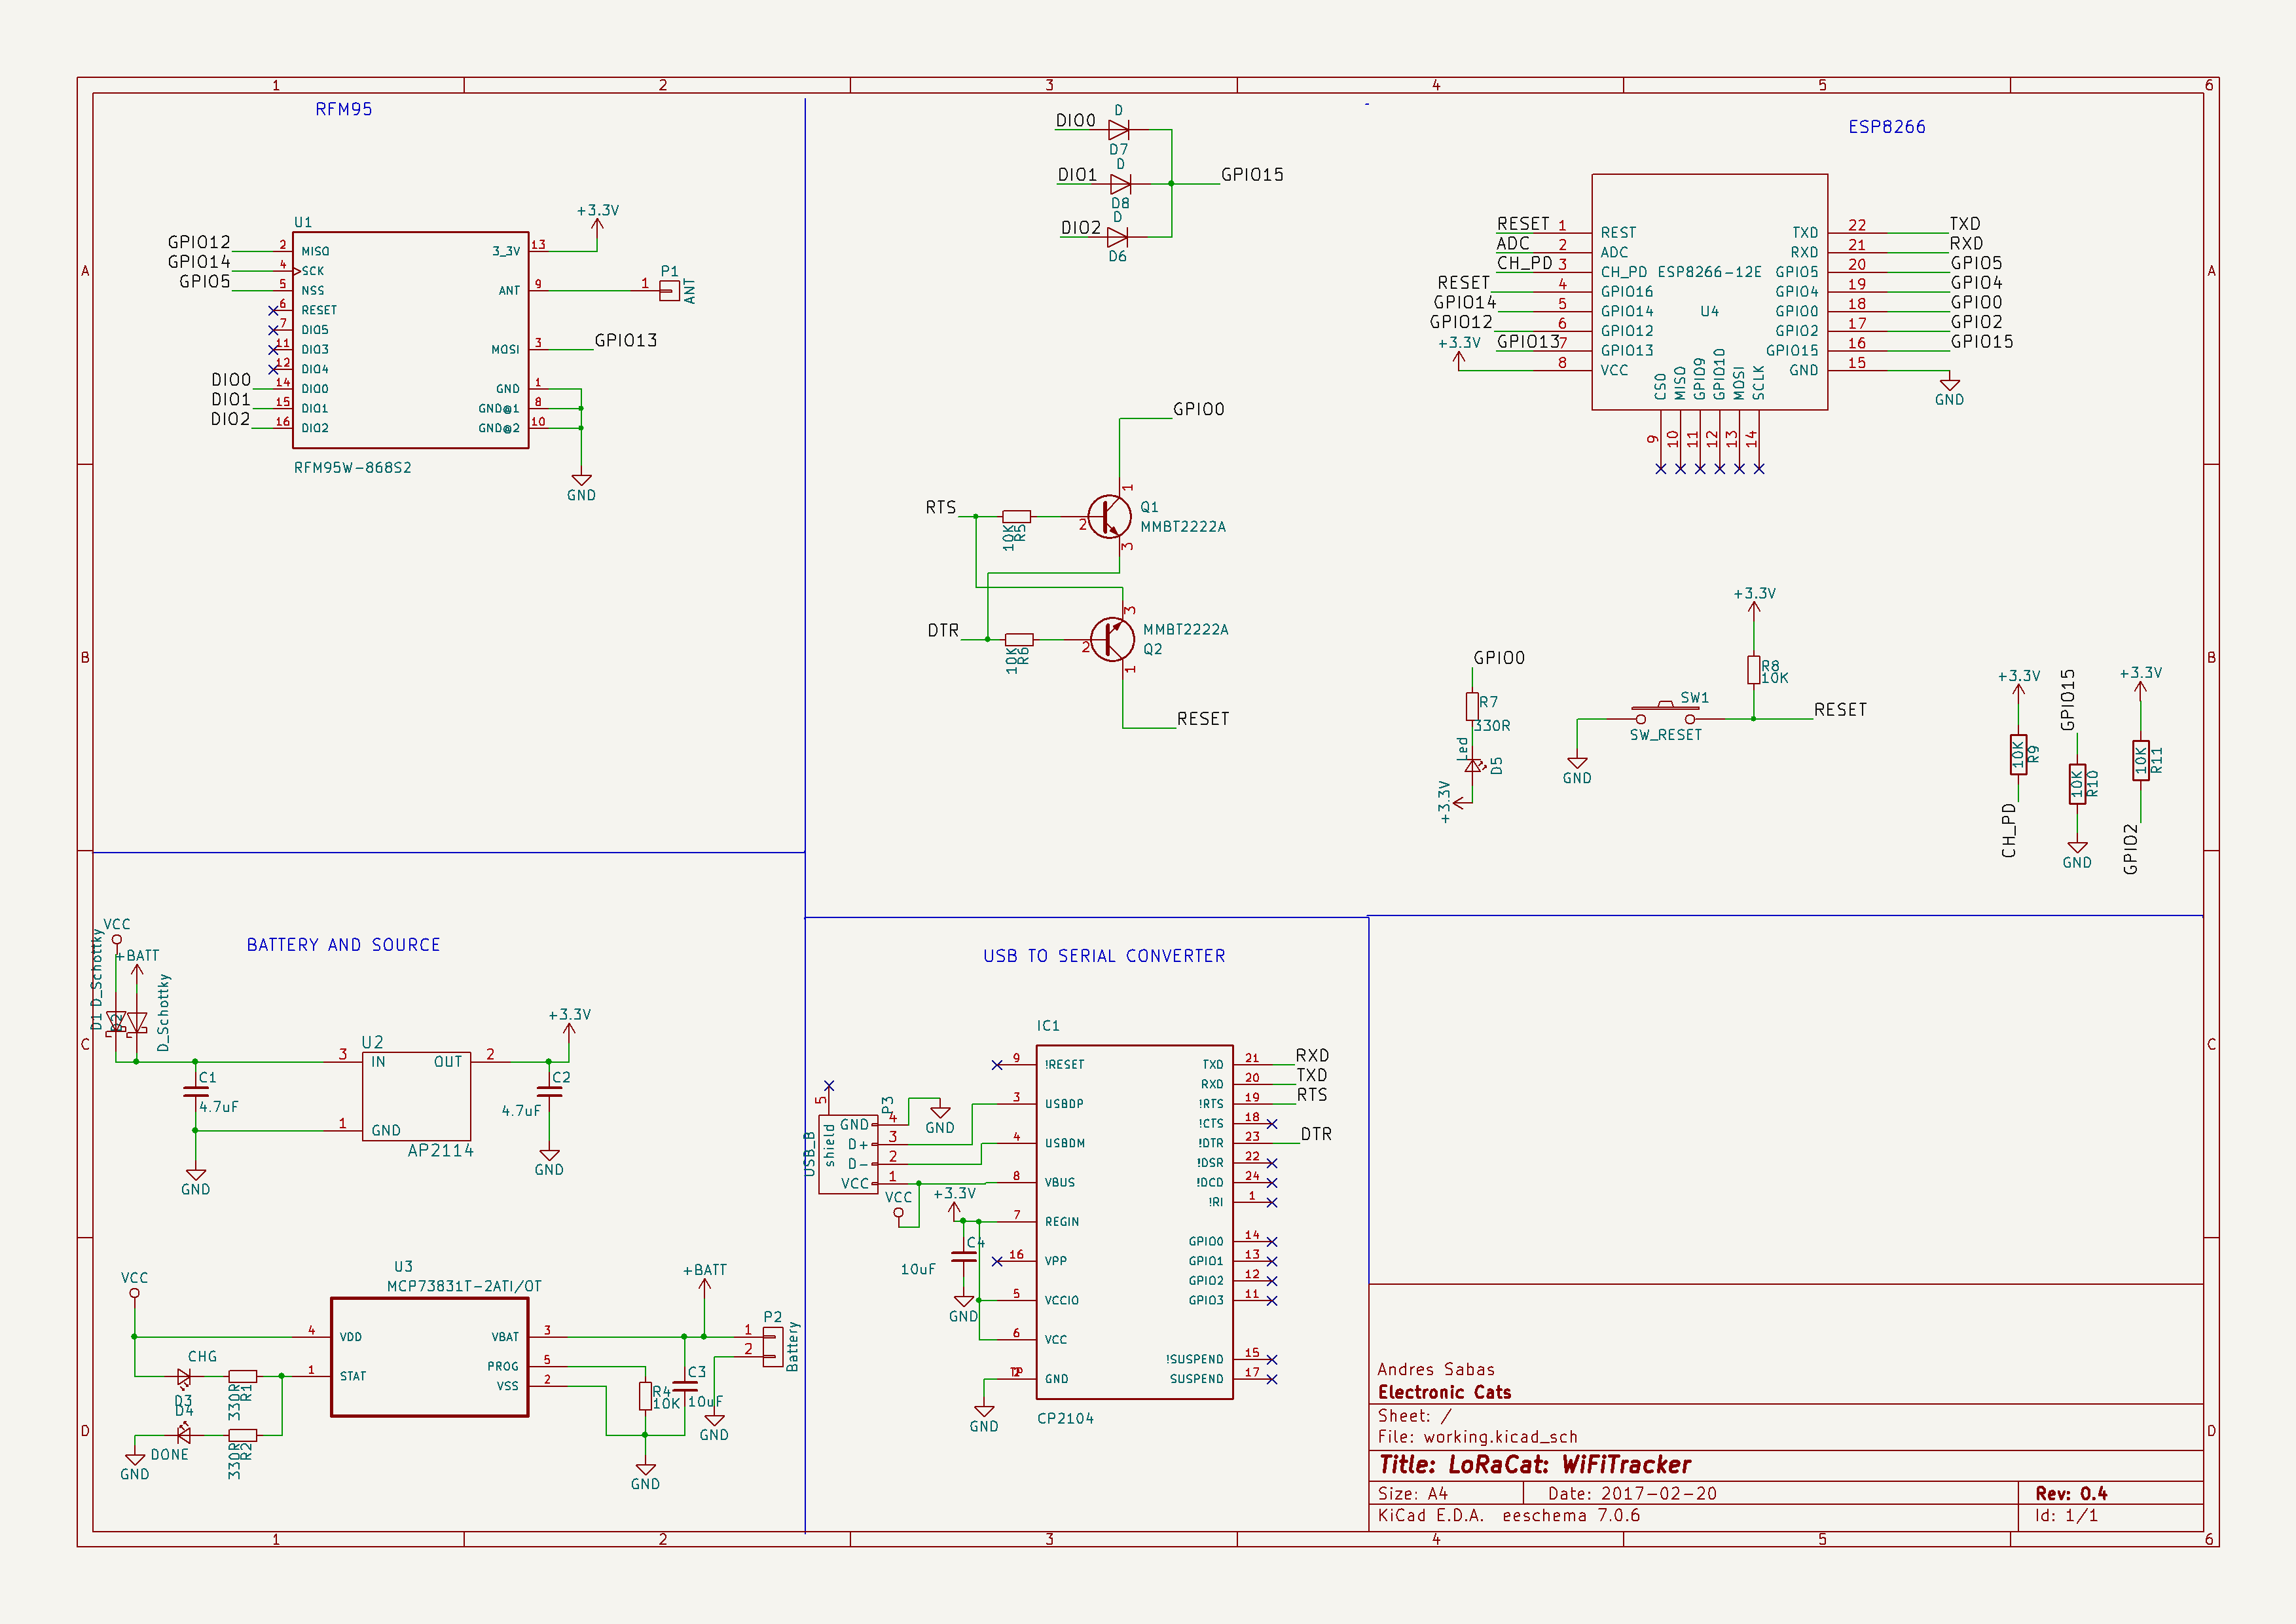 1 2 3 4 5 6
A
B
C
D
RFM95
U1
GPIO12 2 MISO
GPIO14 4 SCK
GPIO5 5 NSS
6 RESET
7 DIO5
11 DIO3
12 DIO4
DIO0 14 DIO0
DIO1 15 DIO1
DIO2 16 DIO2
3_3V 13 +3.3V
ANT 9 1 P1 ANT
MOSI 3 GPIO13
GND 1
GND@1 8
GND@2 10
GND
RFM95W-868S2
DIO0 D D7
DIO1 D D8 GPIO15
DIO2 D D6
GPIO0
1
RTS 10K R5 2 Q1
MMBT2222A
3
3
DTR 10K R6 2 MMBT2222A
Q2
1
RESET
ESP8266
RESET 1 REST
ADC 2 ADC
CH_PD 3 CH_PD
RESET 4 GPIO16
GPIO14 5 GPIO14
GPIO12 6 GPIO12
GPIO13 7 GPIO13
+3.3V 8 VCC
ESP8266-12E
U4
TXD 22 TXD
RXD 21 RXD
GPIO5 20 GPIO5
GPIO4 19 GPIO4
GPIO0 18 GPIO0
GPIO2 17 GPIO2
GPIO15 16 GPIO15
GND 15
GND
CSO MISO GPIO9 GPIO10 MOSI SCLK
9 10 11 12 13 14
GPIO0
R7
330R
Led D5
+3.3V
+3.3V
R8
10K
SW1
SW_RESET
RESET
GND
+3.3V
10K R9
CH_PD
GPIO15
10K R10
GND
+3.3V
10K R11
GPIO2
BATTERY AND SOURCE
VCC
+BATT
D1 D_Schottky
D2 D_Schottky
U2
3 IN OUT 2
+3.3V
C1
4.7uF
C2
4.7uF
1 GND
AP2114
GND
GND
VCC
U3
MCP73831T-2ATI/OT
4 VDD
1 STAT
VBAT 3
PROG 5
VSS 2
CHG
D3
330R R1
D4
DONE
330R R2
GND
+BATT
P2
1
2
Battery
R4
10K
C3
10uF
GND
GND
USB TO SERIAL CONVERTER
IC1
9 !RESET
3 USBDP
4 USBDM
8 VBUS
7 REGIN
16 VPP
5 VCCIO
6 VCC
GND
TXD 21 RXD
RXD 20 TXD
!RTS 19 RTS
!CTS 18
!DTR 23 DTR
!DSR 22
!DCD 24
!RI 1
GPIO0 14
GPIO1 13
GPIO2 12
GPIO3 11
!SUSPEND 15
SUSPEND 17
CP2104
USB_B
P3
5 shield
GND 4
D+ 3
D- 2
VCC 1
GND
VCC
+3.3V
C4
10uF
GND
GND
Andres Sabas
Electronic Cats
Sheet: /
File: working.kicad_sch
Title: LoRaCat: WiFiTracker
Size: A4 Date: 2017-02-20 Rev: 0.4
KiCad E.D.A. eeschema 7.0.6 Id: 1/1
A
B
C
D
1 2 3 4 5 6